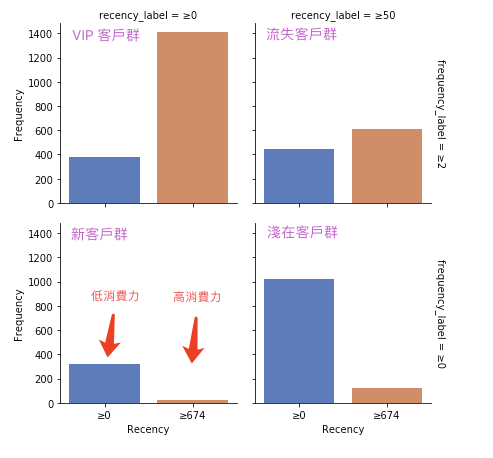 recency_label = ≥0
recency_label = ≥50
VIP 客戶群
流失客戶群
1400
1200
1000
800
600
400
200
0
Frequency
frequency_label = ≥2
新客戶群
淺在客戶群
低消費力
高消費力
1400
1200
1000
800
600
400
200
0
Frequency
frequency_label = ≥0
≥0
≥674
≥0
≥674
Recency
Recency